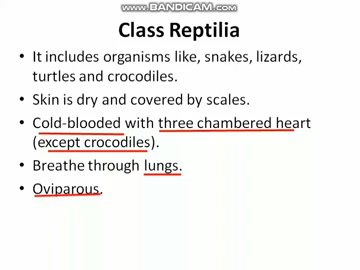 WWW.BANDICAM.COM
Class Reptilia
• It includes organisms like, snakes, lizards,
turtles and crocodiles.
• Skin is dry and covered by scales.
• Cold-blooded with three chambered heart
(except crocodiles).
• Breathe through lungs.
• Oviparous.